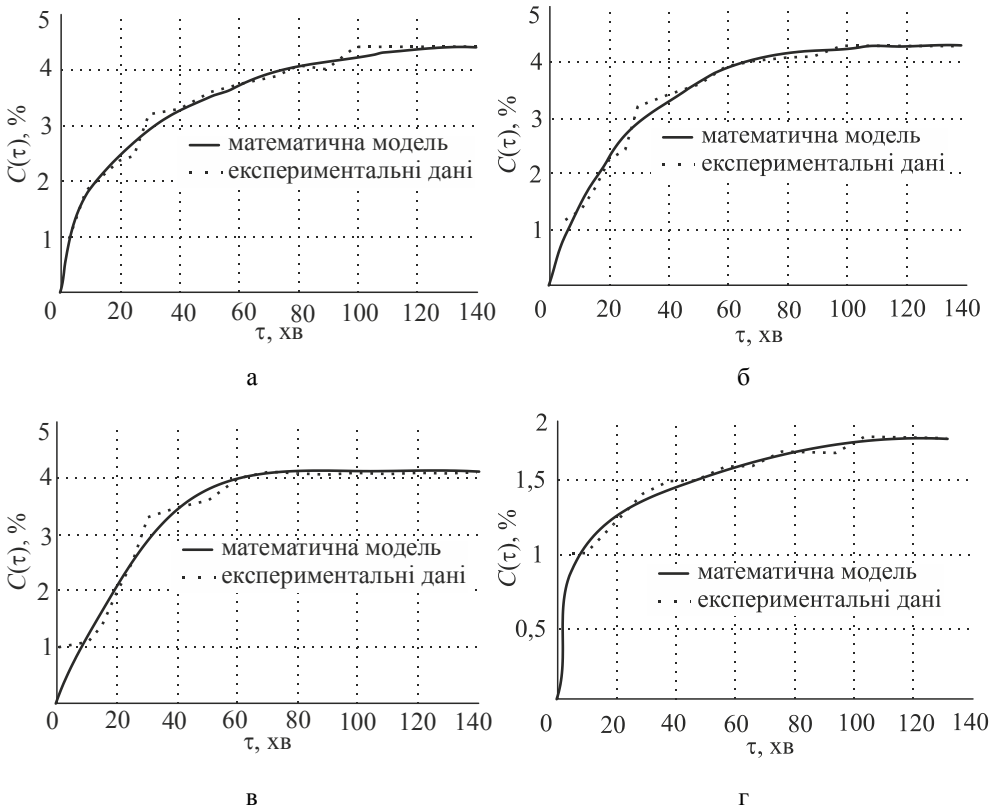 5
4
3
2
1
C(τ), %
математична модель
експериментальні дані
0 20 40 60 80 100 120 140
τ, хв
а
5
4
3
2
1
C(τ), %
математична модель
експериментальні дані
0 20 40 60 80 100 120 140
τ, хв
б
5
4
3
2
1
C(τ), %
математична модель
експериментальні дані
0 20 40 60 80 100 120 140
τ, хв
в
2
1,5
1
0,5
C(τ), %
математична модель
експериментальні дані
0 20 40 60 80 100 120 140
τ, хв
г